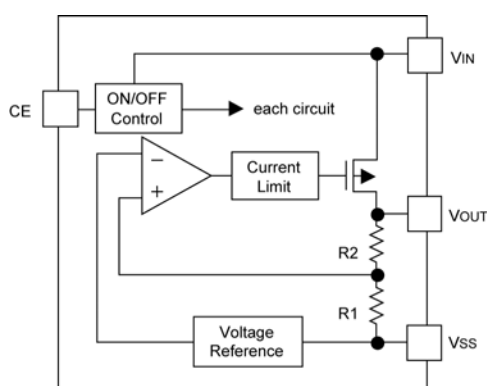 VIN
CE
ON/OFF
Control
each circuit
−
+
Current
Limit
VOUT
R2
R1
Voltage
Reference
VSS